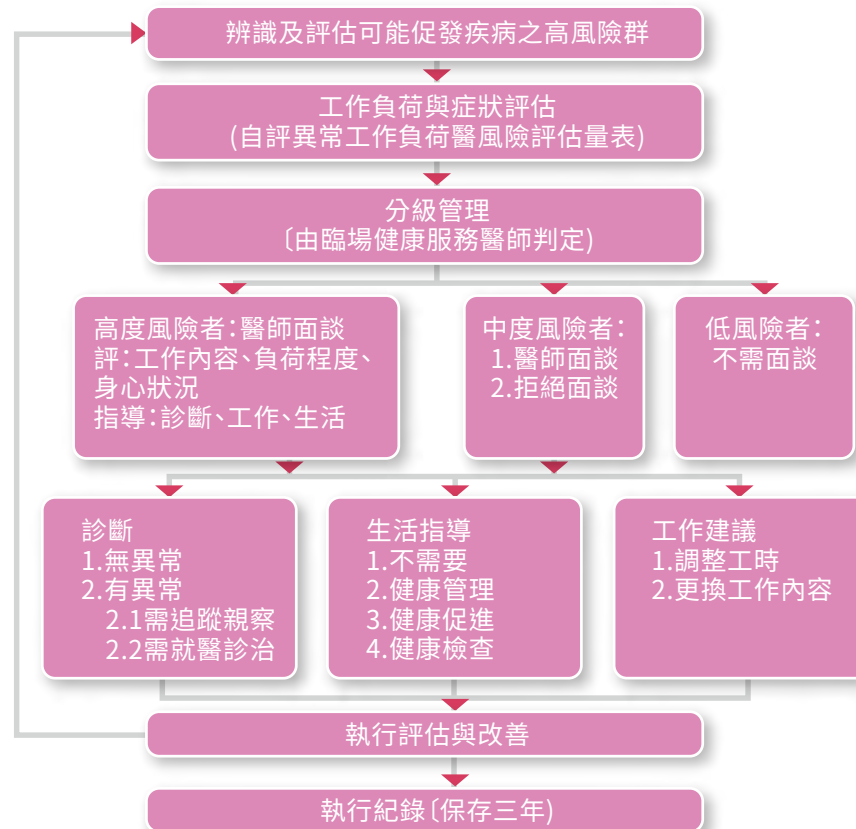 辨識及評估可能促發疾病之高風險群
工作負荷與症狀評估
(自評異常工作負荷醫風險評估量表)
分級管理
〔由臨場健康服務醫師判定)
高度風險者：醫師面談
評：工作內容、負荷程度、
身心狀況
指導：診斷、工作、生活
中度風險者：
1.醫師面談
2.拒絕面談
低風險者：
不需面談
診斷
1.無異常
2.有異常
2.1需追蹤親察
2.2需就醫診治
生活指導
1.不需要
2.健康管理
3.健康促進
4.健康檢查
工作建議
1.調整工時
2.更換工作內容
執行評估與改善
執行紀錄〔保存三年)